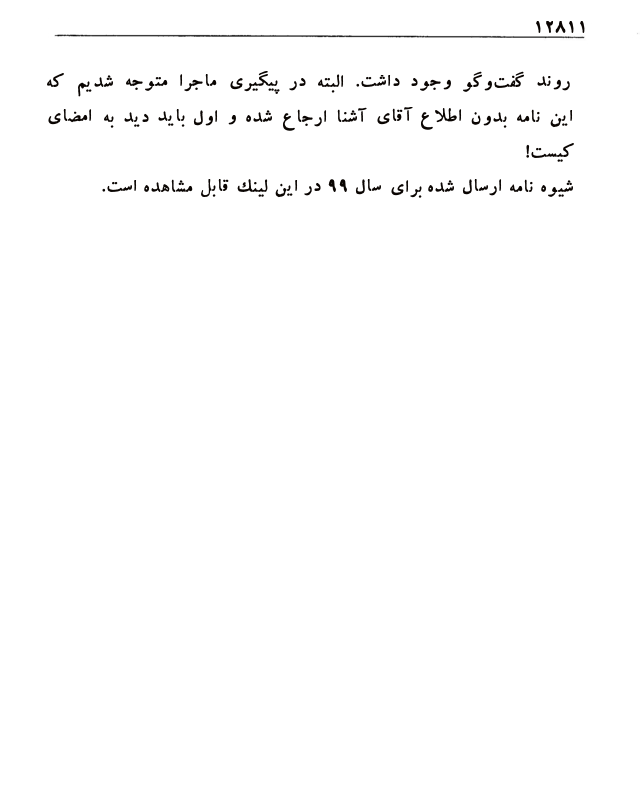 ۱۲۸۱۱
روند گفت‌وگو وجود داشت. البته در پیگیری ماجرا متوجه شدیم که
این نامه بدون اطلاع آقای آشنا ارجاع شده و اول باید دید به امضای
کیست!
شیوه نامه ارسال شده برای سال ۹۹ در این لینك قابل مشاهده است.